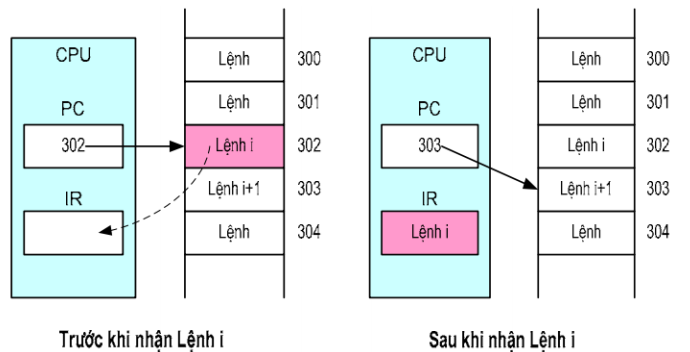 CPU
Lệnh 300
PC
Lệnh 301
302
Lệnh i 302
IR
Lệnh i+1 303
Lệnh 304
Trước khi nhận Lệnh i
CPU
Lệnh 300
PC
Lệnh 301
303
Lệnh i 302
IR
Lệnh i+1 303
Lệnh i
Lệnh 304
Sau khi nhận Lệnh i